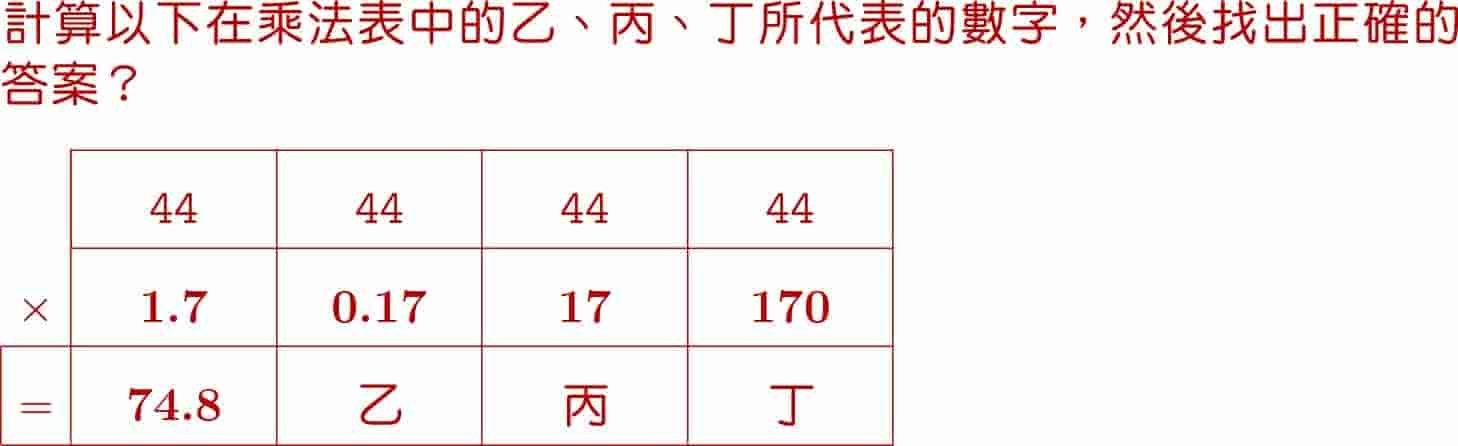 計算以下在乘法表中的乙、丙、丁所代表的數字，然後找出正確的
答案？
44 44 44 44
× 1.7 0.17 17 170
= 74.8 乙 丙 丁